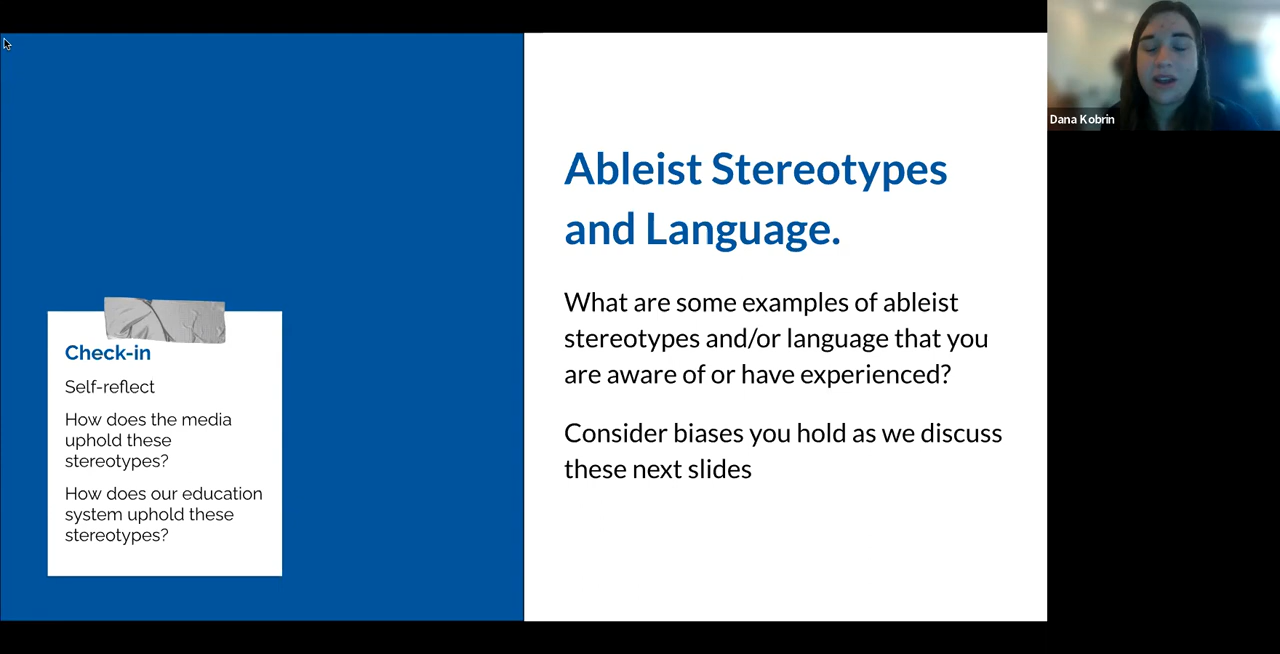 Dana Kobrin
Ableist Stereotypes
and Language.
What are some examples of ableist
stereotypes and/or language that you
are aware of or have experienced?
Consider biases you hold as we discuss
these next slides
Check-in
Self-reflect
How does the media
uphold these
stereotypes?
How does our education
system uphold these
stereotypes?